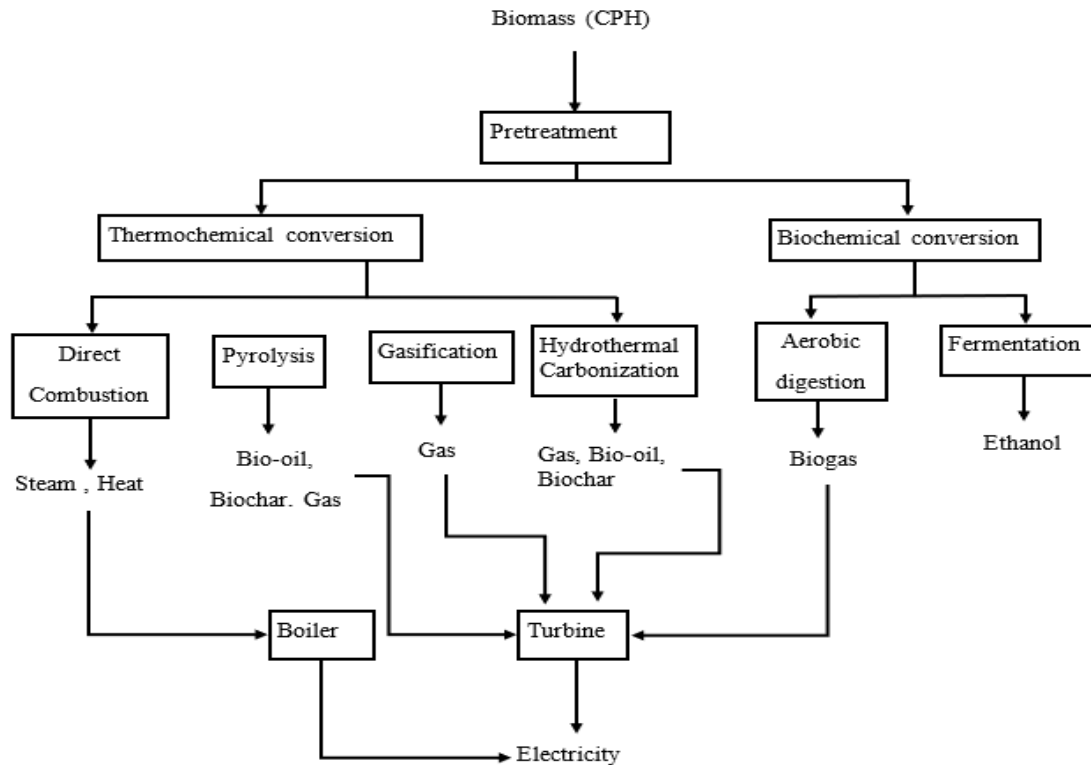 Biomass (CPH)
Pretreatment
Thermochemical conversion
Biochemical conversion
Direct
Combustion
Pyrolysis
Gasification
Hydrothermal
Carbonization
Aerobic
digestion
Fermentation
Steam , Heat
Bio-oil,
Biochar. Gas
Gas
Gas, Bio-oil,
Biochar
Biogas
Ethanol
Boiler
Turbine
Electricity